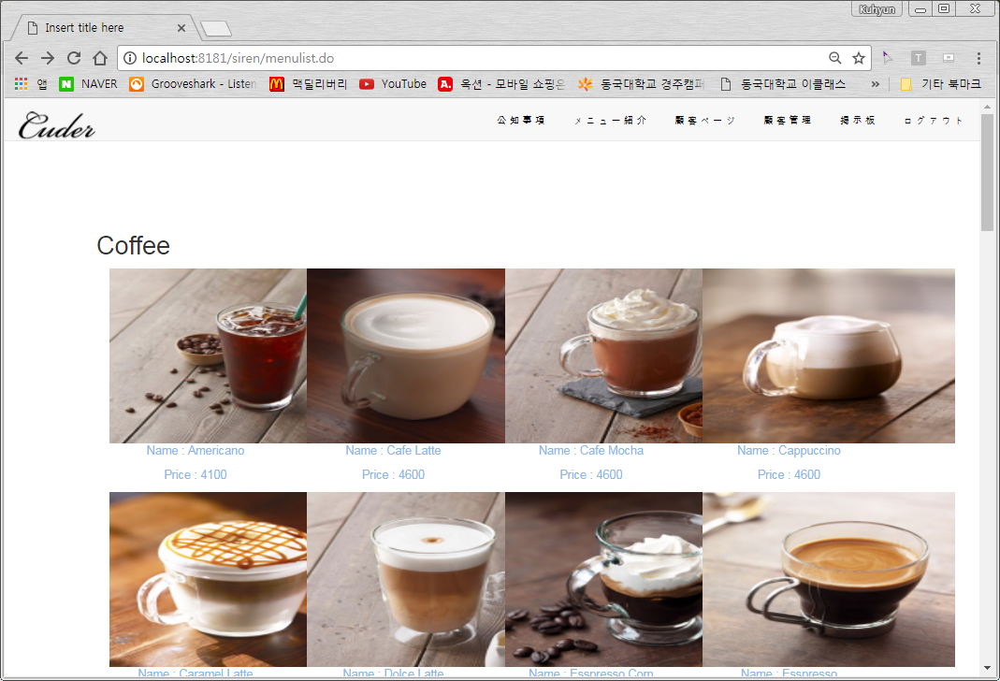 Kuhyun
Insert title here
localhost:8181/siren/menulist.do
앱 NAVER Grooveshark - Listen 맥딜리버리 YouTube 옥션 - 모바일 쇼핑은 동국대학교 경주캠퍼 동국대학교 이클래스 » 기타 북마크
Cuder
公知事項 メニュー紹介 顧客ページ 顧客管理 掲示板 ログアウト
Coffee
Name : Americano Name : Cafe Latte Name : Cafe Mocha Name : Cappuccino
Price : 4100 Price : 4600 Price : 4600 Price : 4600
Name : Caramel Latte Name : Dolce Latte Name : Esspresso Corn Name : Esspresso